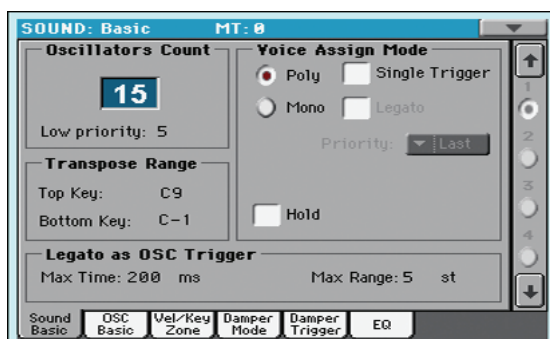 SOUND: Basic MT: 0
Oscillators Count
15
Low priority: 5
Transpose Range
Top Key: C9
Bottom Key: C-1
Voice Assign Mode
Poly Single Trigger
Mono Legato
Priority: Last
Hold
Legato as OSC Trigger
Max Time: 200 ms Max Range: 5 st
1
2
3
4
Sound Basic
OSC Basic
Vel/Key Zone
Damper Mode
Damper Trigger
EQ